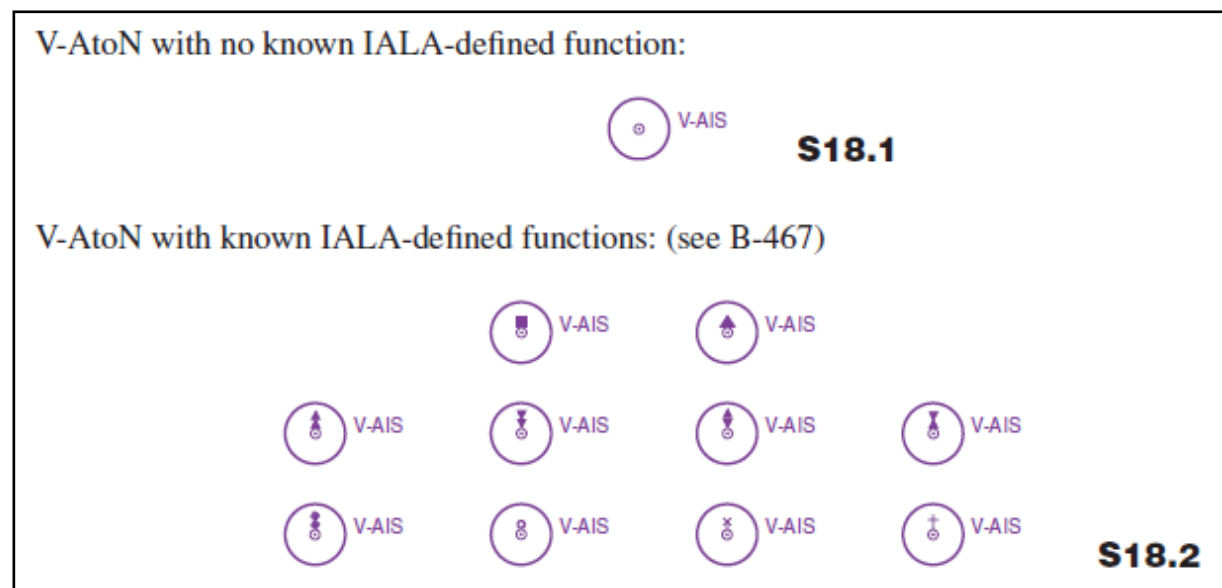 V-AtoN with no known IALA-defined function:
V-AIS
S18.1
V-AtoN with known IALA-defined functions: (see B-467)
V-AIS V-AIS
V-AIS V-AIS V-AIS V-AIS
V-AIS V-AIS V-AIS V-AIS
S18.2